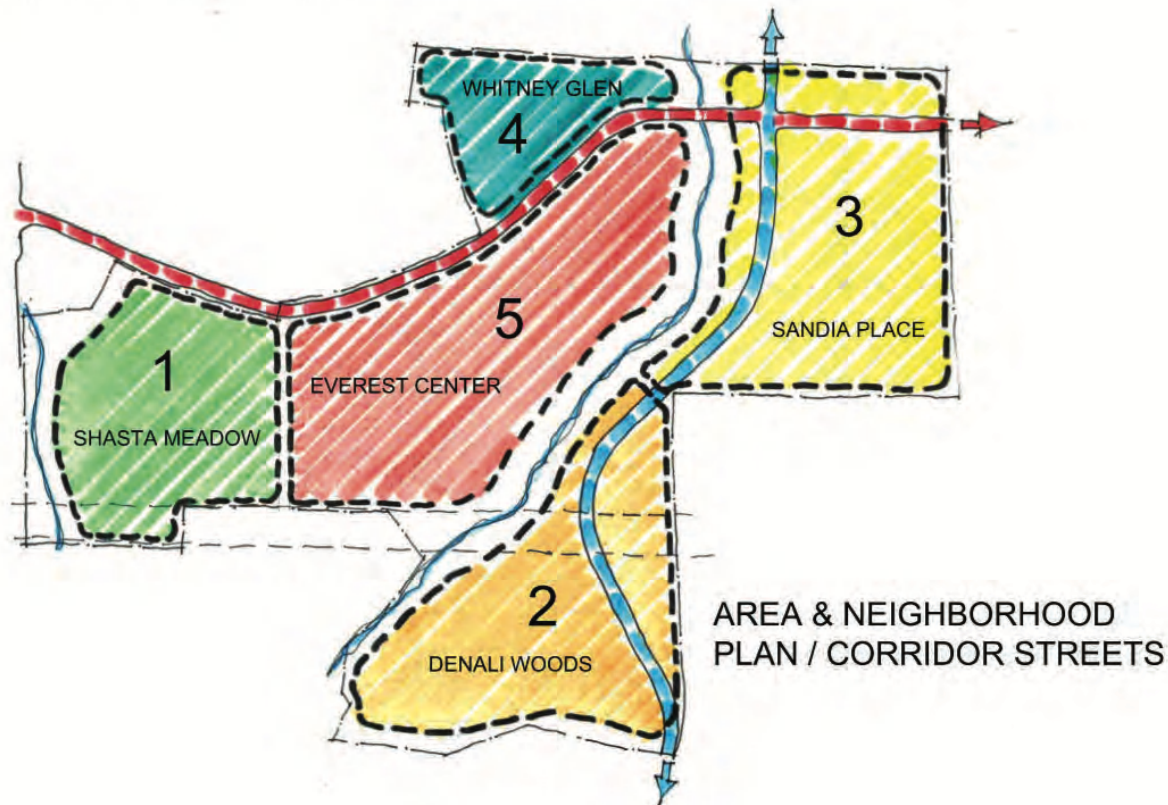 WHITNEY GLEN
4
3
SANDIA PLACE
5
EVEREST CENTER
1
SHASTA MEADOW
2
DENALI WOODS
AREA & NEIGHBORHOOD
PLAN / CORRIDOR STREETS